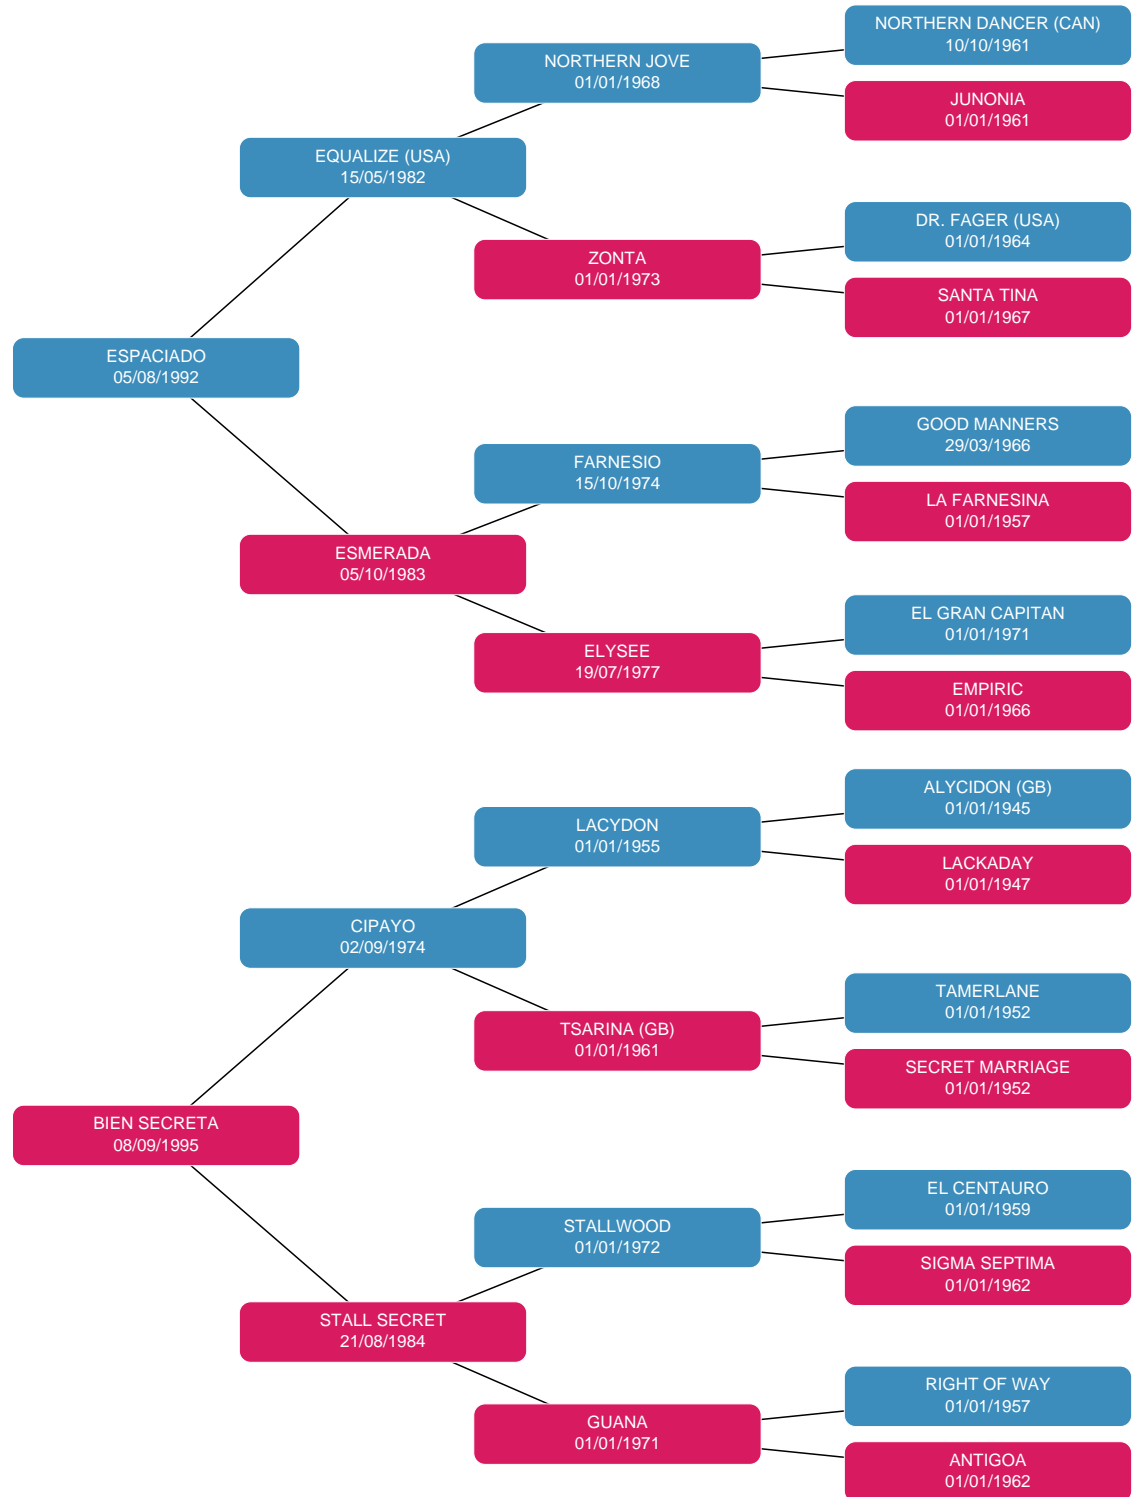 NORTHERN DANCER (CAN)
10/10/1961
NORTHERN JOVE
01/01/1968
JUNONIA
01/01/1961
EQUALIZE (USA)
15/05/1982
DR. FAGER (USA)
01/01/1964
ZONTA
01/01/1973
SANTA TINA
01/01/1967
ESPACIADO
05/08/1992
GOOD MANNERS
29/03/1966
FARNESIO
15/10/1974
LA FARNESINA
01/01/1957
ESMERADA
05/10/1983
EL GRAN CAPITAN
01/01/1971
ELYSEE
19/07/1977
EMPIRIC
01/01/1966
ALYCIDON (GB)
01/01/1945
LACYDON
01/01/1955
LACKADAY
01/01/1947
CIPAYO
02/09/1974
TAMERLANE
01/01/1952
TSARINA (GB)
01/01/1961
SECRET MARRIAGE
01/01/1952
BIEN SECRETA
08/09/1995
EL CENTAURO
01/01/1959
STALLWOOD
01/01/1972
SIGMA SEPTIMA
01/01/1962
STALL SECRET
21/08/1984
RIGHT OF WAY
01/01/1957
GUANA
01/01/1971
ANTIGOA
01/01/1962